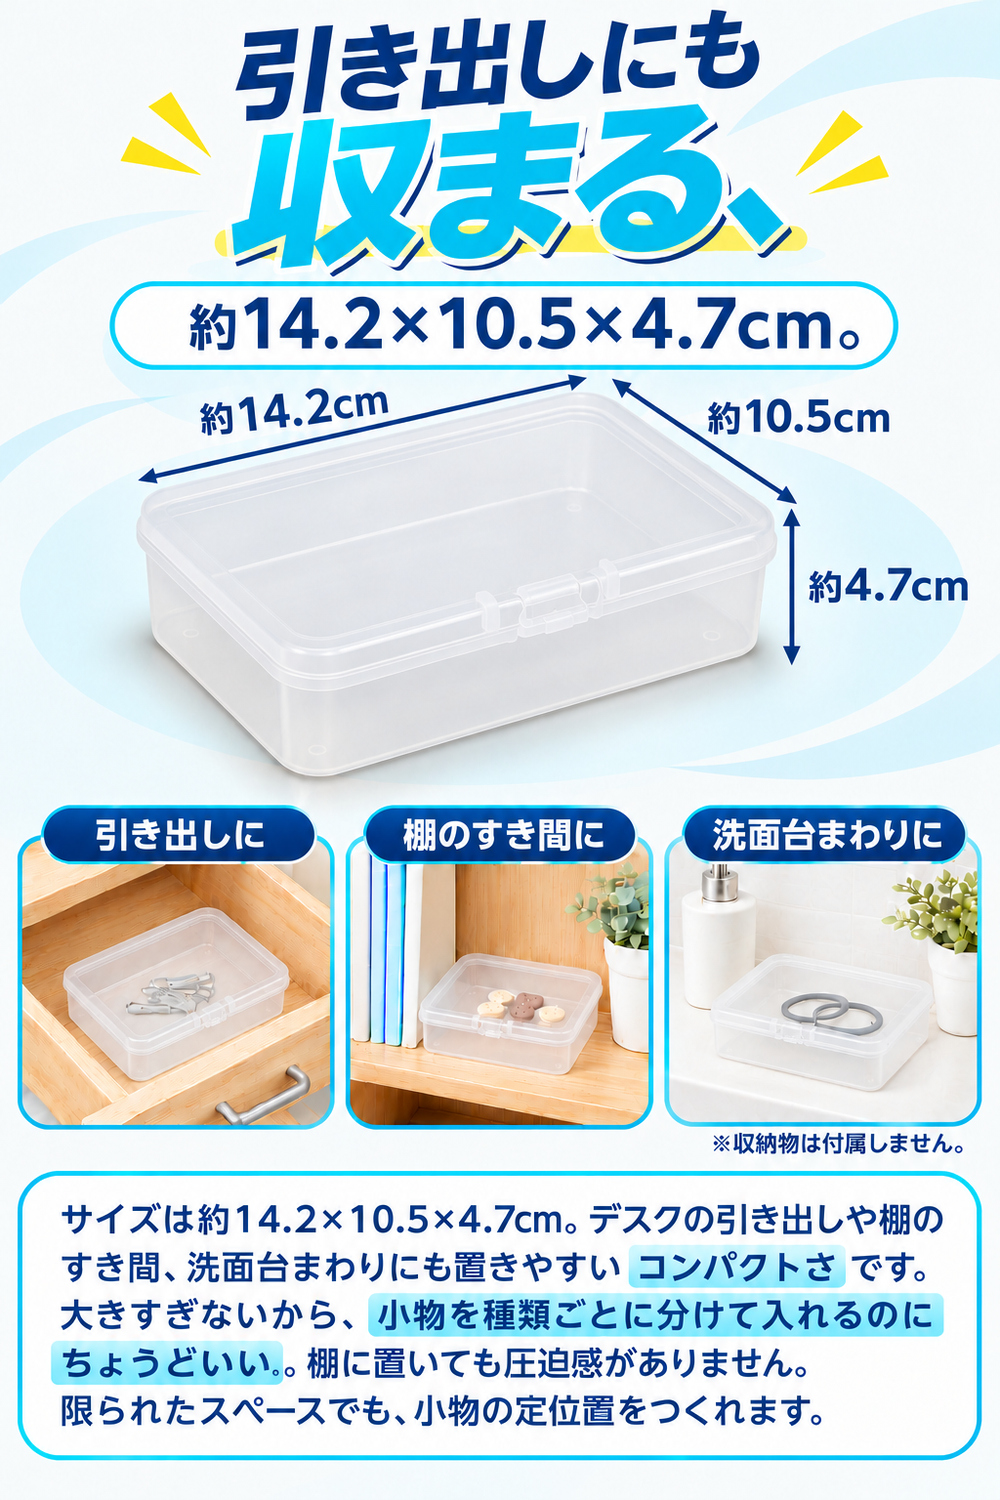 引き出しにも
収まる、
約14.2×10.5×4.7cm。
約14.2cm
約10.5cm
約4.7cm
引き出しに
棚のすき間に
洗面台まわりに
※収納物は付属しません。
サイズは約14.2×10.5×4.7cm。デスクの引き出しや棚の
すき間、洗面台まわりにも置きやすい コンパクトさ です。
大きすぎないから、小物を種類ごとに分けて入れるのに
ちょうどいい。。棚に置いても圧迫感がありません。
限られたスペースでも、小物の定位置をつくれます。